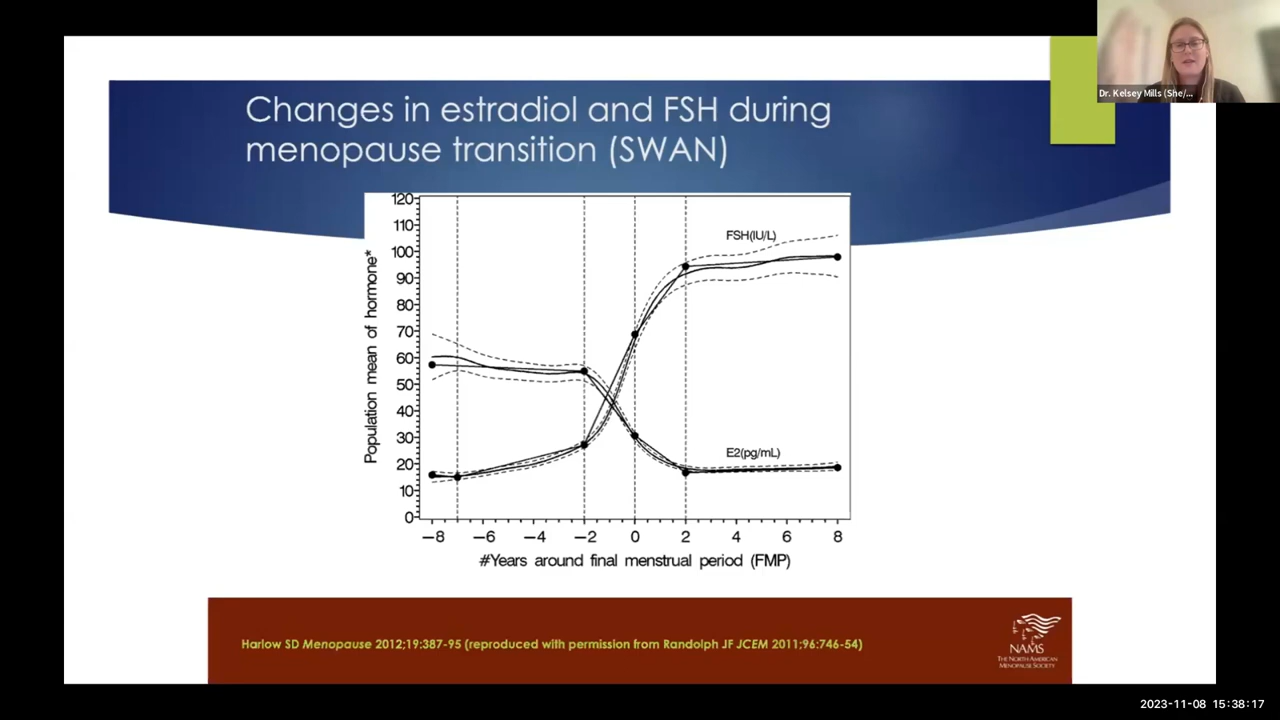 Dr. Kelsey Mills (She/...
Changes in estradiol and FSH during
menopause transition (SWAN)
Population mean of hormone*
120
110
100
90
80
70
60
50
40
30
20
10
0
FSH(IU/L)
E2(pg/mL)
−8 −6 −4 −2 0 2 4 6 8
#Years around final menstrual period (FMP)
Harlow SD Menopause 2012;19:387-95 (reproduced with permission from Randolph JF JCEM 2011;96:746-54)
NAMS
THE NORTH AMERICAN
MENOPAUSE SOCIETY
2023-11-08 15:38:17